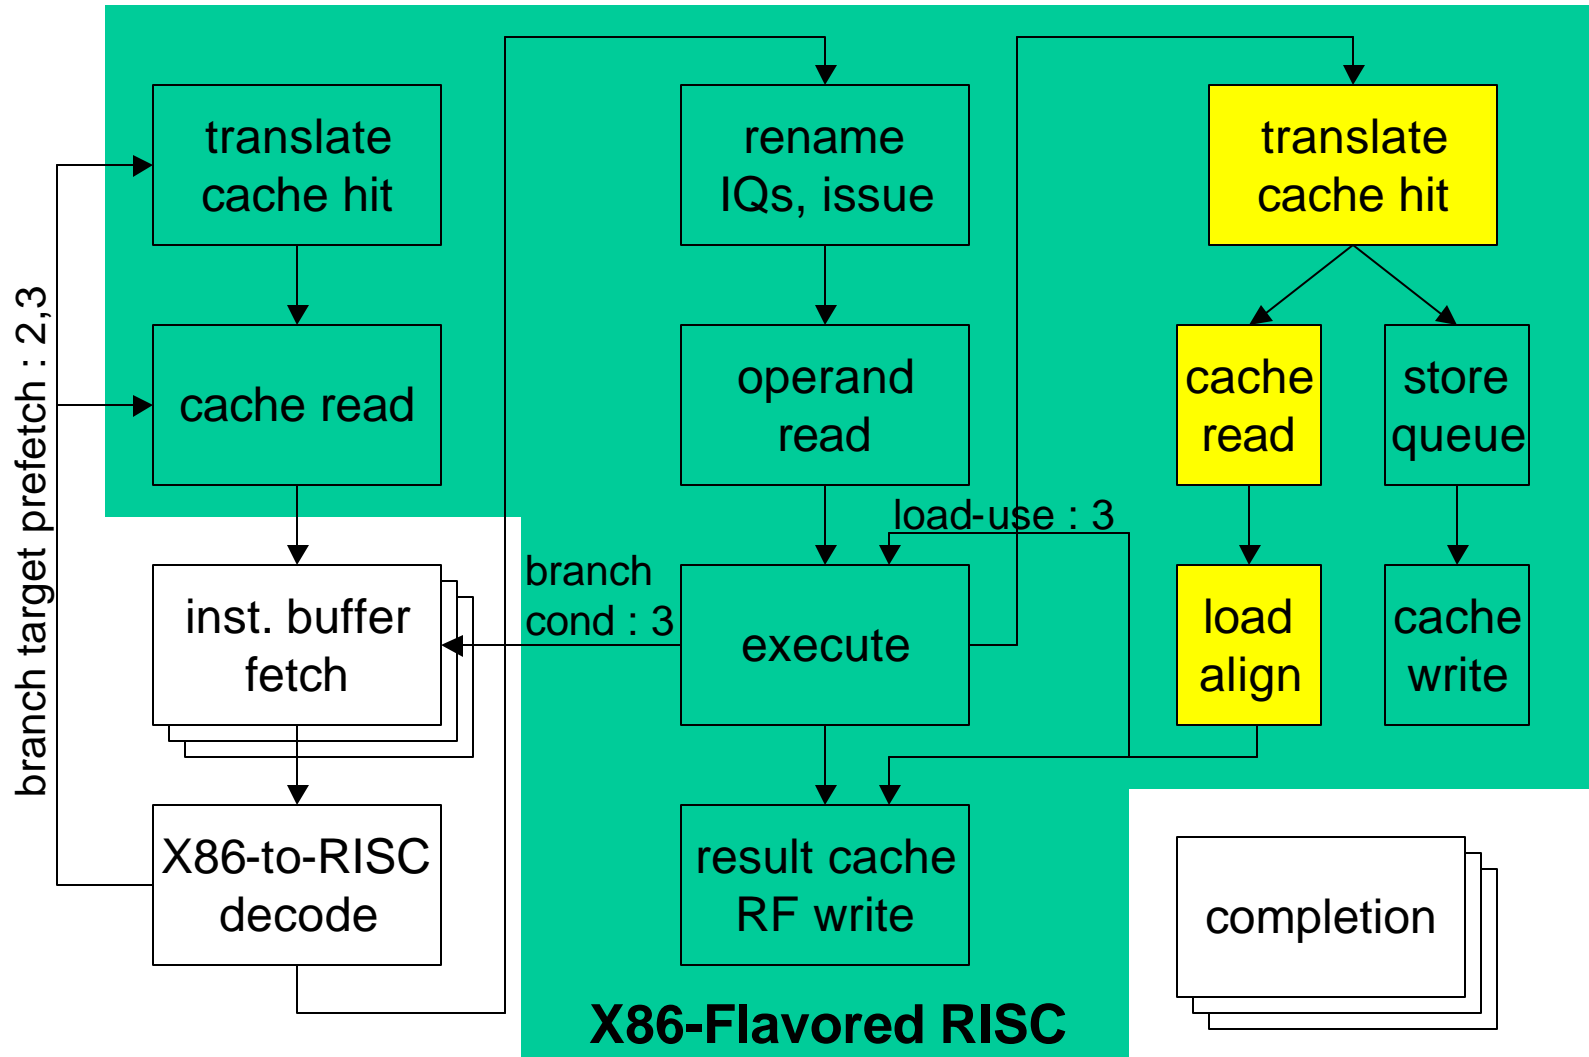 translate
cache hit
cache read
inst. buffer
fetch
X86-to-RISC
decode
branch target prefetch : 2,3
rename
IQs, issue
operand
read
load-use : 3
branch
cond : 3
execute
result cache
RF write
X86-Flavored RISC
translate
cache hit
cache
read
store
queue
load
align
cache
write
completion